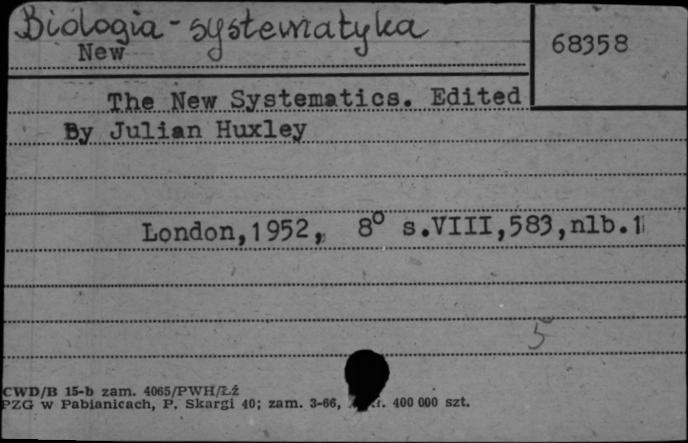 Biologia - systematyka
New
68358
The New Systematics. Edited
By Julian Huxley
London, 1952, 8° s.VIII,583,nlb.1
5
CWD/B 15-b zam. 4065/PWH/Łź
PZG w Pabianicach, P. Skargi 40; zam. 3-66, 400 000 szt.